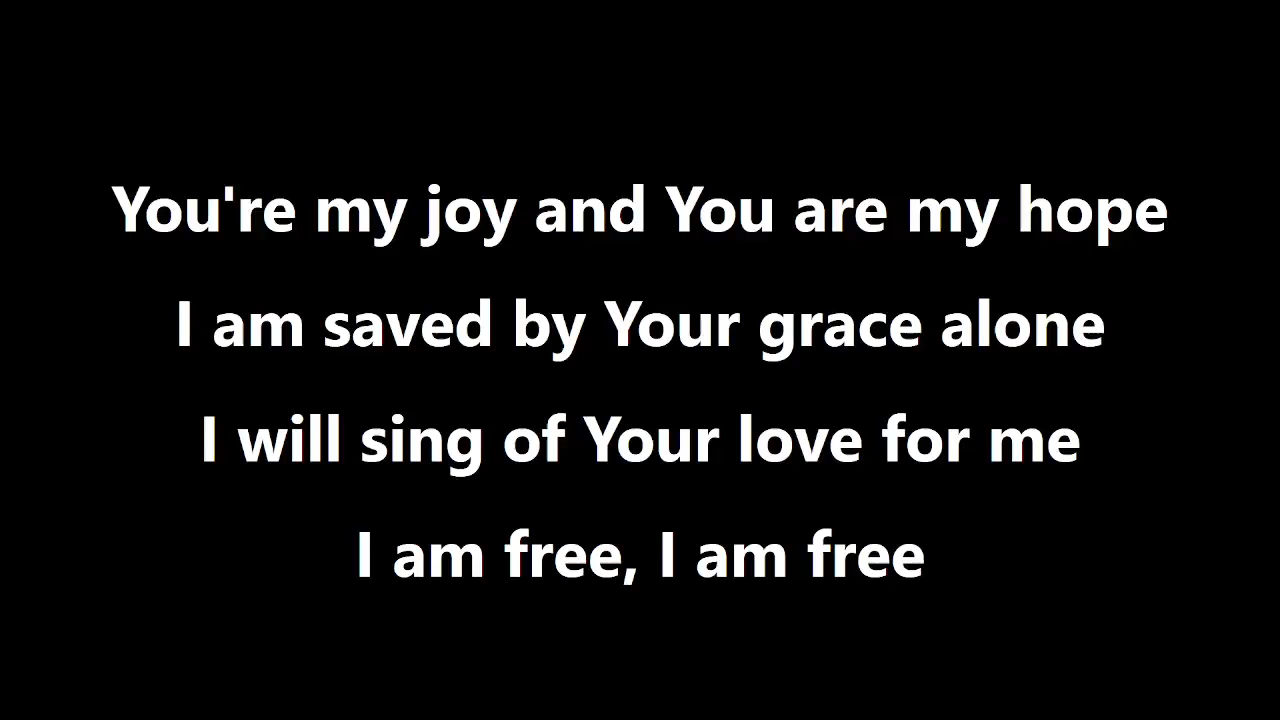 You're my joy and You are my hope
I am saved by Your grace alone
I will sing of Your love for me
I am free, I am free